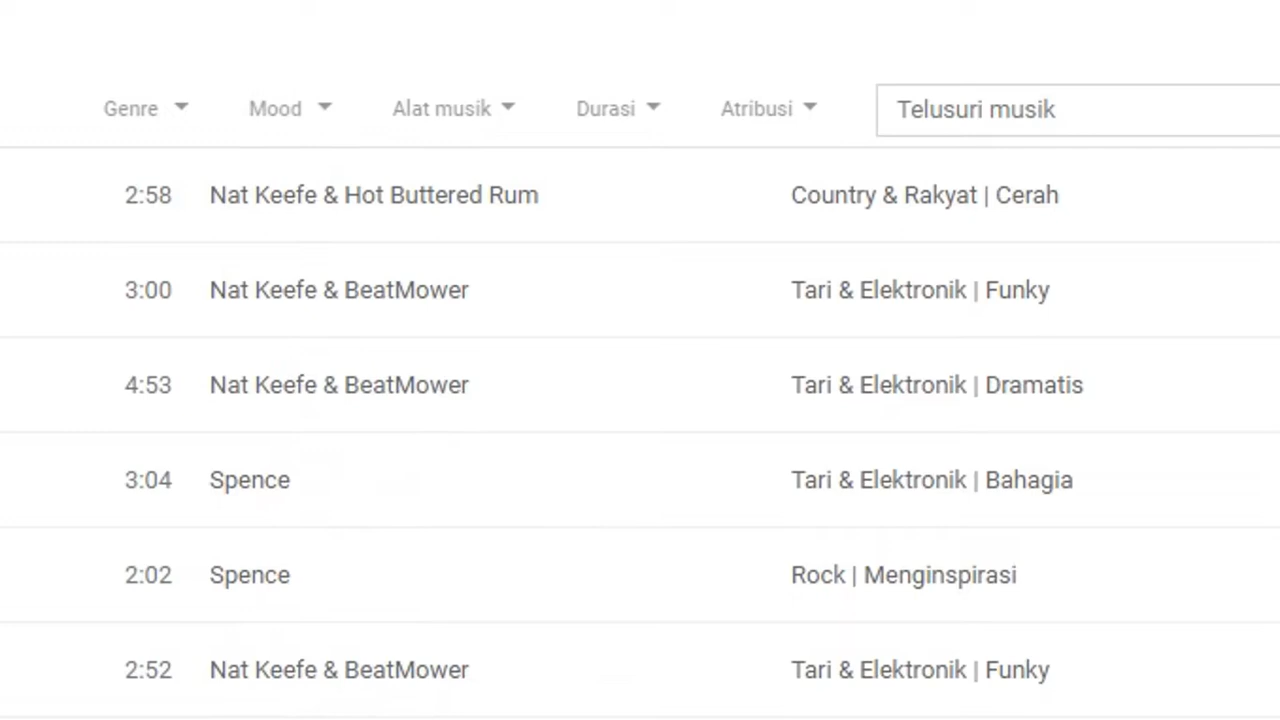 Genre Mood Alat musik Durasi Atribusi Telusuri musik
2:58 Nat Keefe & Hot Buttered Rum Country & Rakyat | Cerah
3:00 Nat Keefe & BeatMower Tari & Elektronik | Funky
4:53 Nat Keefe & BeatMower Tari & Elektronik | Dramatis
3:04 Spence Tari & Elektronik | Bahagia
2:02 Spence Rock | Menginspirasi
2:52 Nat Keefe & BeatMower Tari & Elektronik | Funky